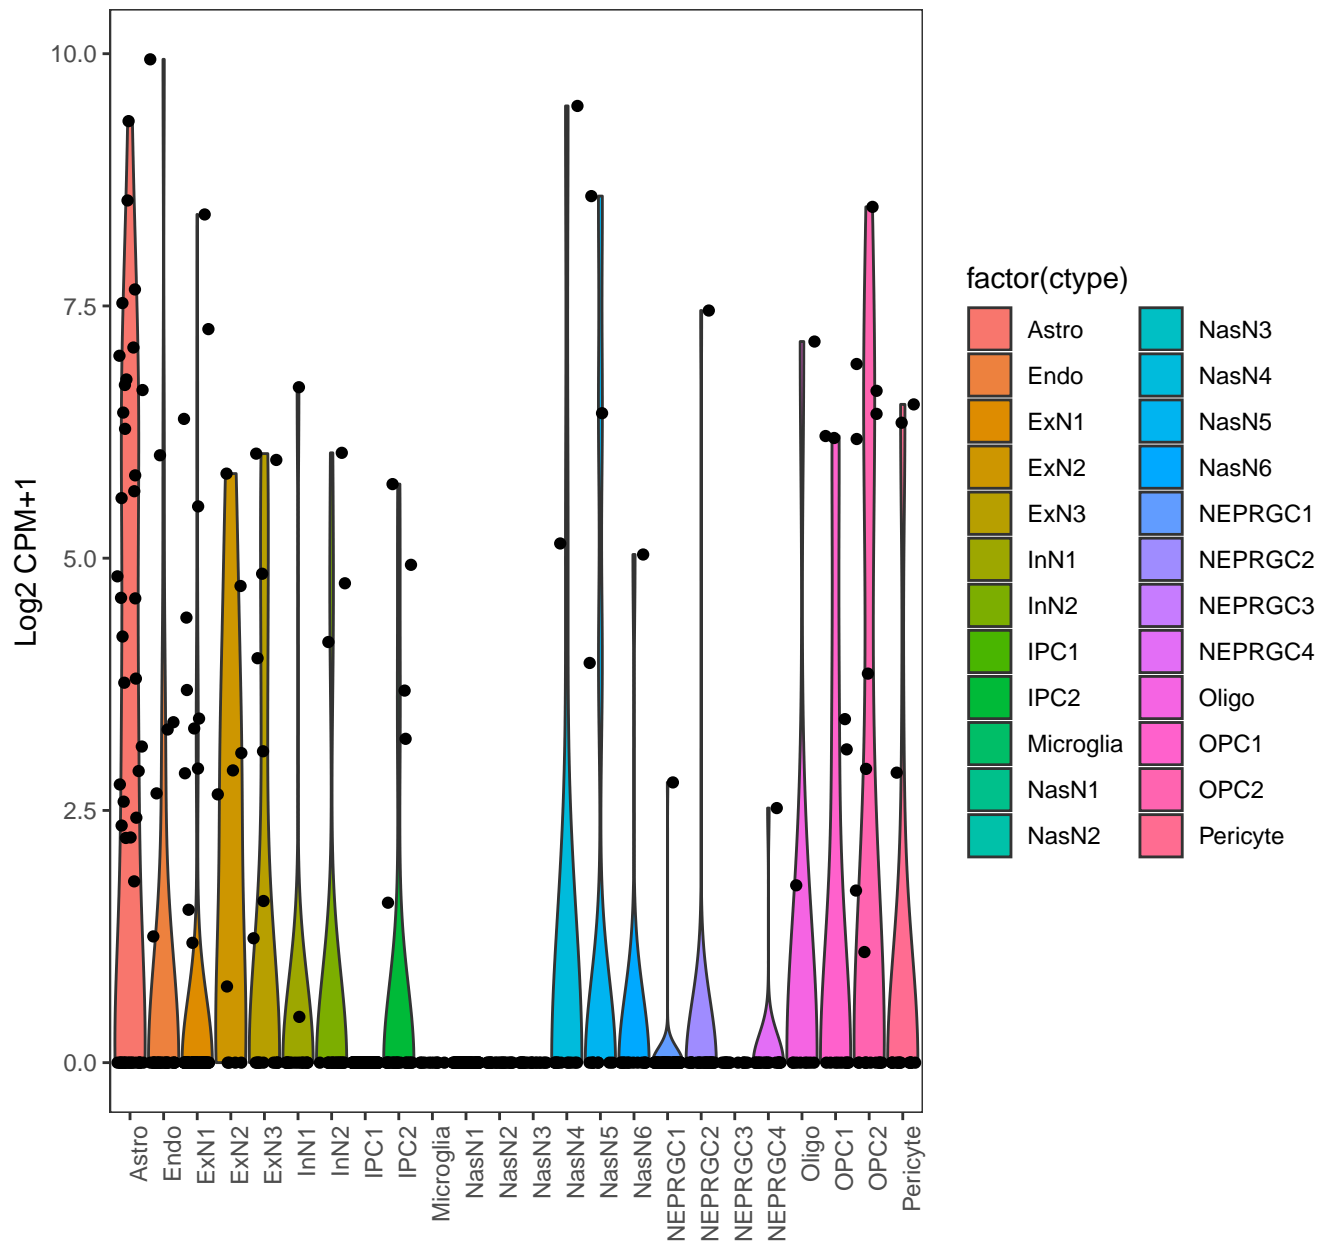 10.0
7.5
5.0
2.5
0.0
Log2 CPM+1
Astro
Endo
ExN1
ExN2
ExN3
InN1
InN2
IPC1
IPC2
Microglia
NasN1
NasN2
NasN3
NasN4
NasN5
NasN6
NEPRGC1
NEPRGC2
NEPRGC3
NEPRGC4
Oligo
OPC1
OPC2
Pericyte
factor(ctype)
Astro
Endo
ExN1
ExN2
ExN3
InN1
InN2
IPC1
IPC2
Microglia
NasN1
NasN2
NasN3
NasN4
NasN5
NasN6
NEPRGC1
NEPRGC2
NEPRGC3
NEPRGC4
Oligo
OPC1
OPC2
Pericyte